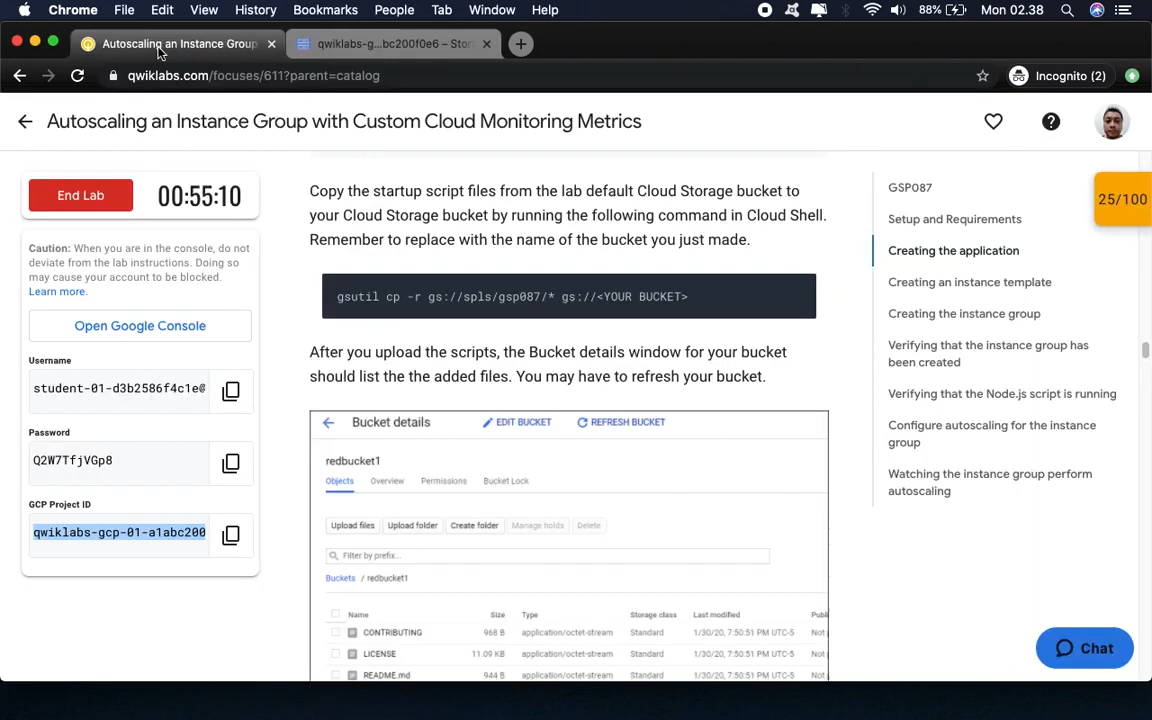 Chrome File Edit View History Bookmarks People Tab Window Help 88% Mon 02.38
Autoscaling an Instance Group
qwiklabs-g...bc200f0e6 – Stor
qwiklabs.com/focuses/611?parent=catalog
Incognito (2)
Autoscaling an Instance Group with Custom Cloud Monitoring Metrics
End Lab
00:55:10
Caution: When you are in the console, do not
deviate from the lab instructions. Doing so
may cause your account to be blocked.
Learn more.
Open Google Console
Username
student-01-d3b2586f4c1e@
Password
Q2W7TfjVGp8
GCP Project ID
qwiklabs-gcp-01-a1abc200
Copy the startup script files from the lab default Cloud Storage bucket to
your Cloud Storage bucket by running the following command in Cloud Shell.
Remember to replace with the name of the bucket you just made.
gsutil cp -r gs://spls/gsp087/* gs://<YOUR BUCKET>
After you upload the scripts, the Bucket details window for your bucket
should list the the added files. You may have to refresh your bucket.
Bucket details EDIT BUCKET REFRESH BUCKET
redbucket1
Objects Overview Permissions Bucket Lock
Upload files Upload folder Create folder Manage holds Delete
Filter by prefix...
Buckets / redbucket1
Name Size Type Storage class Last modified
CONTRIBUTING 968 B application/octet-stream Standard 1/30/20, 7:50:51 PM UTC-5 Not
LICENSE 11.09 KB application/octet-stream Standard 1/30/20, 7:50:51 PM UTC-5 Not
README.md 944 B application/octet-stream Standard 1/30/20, 7:50:51 PM UTC-5 Not
GSP087
Setup and Requirements
Creating the application
Creating an instance template
Creating the instance group
Verifying that the instance group has
been created
Verifying that the Node.js script is running
Configure autoscaling for the instance
group
Watching the instance group perform
autoscaling
25/100
Chat